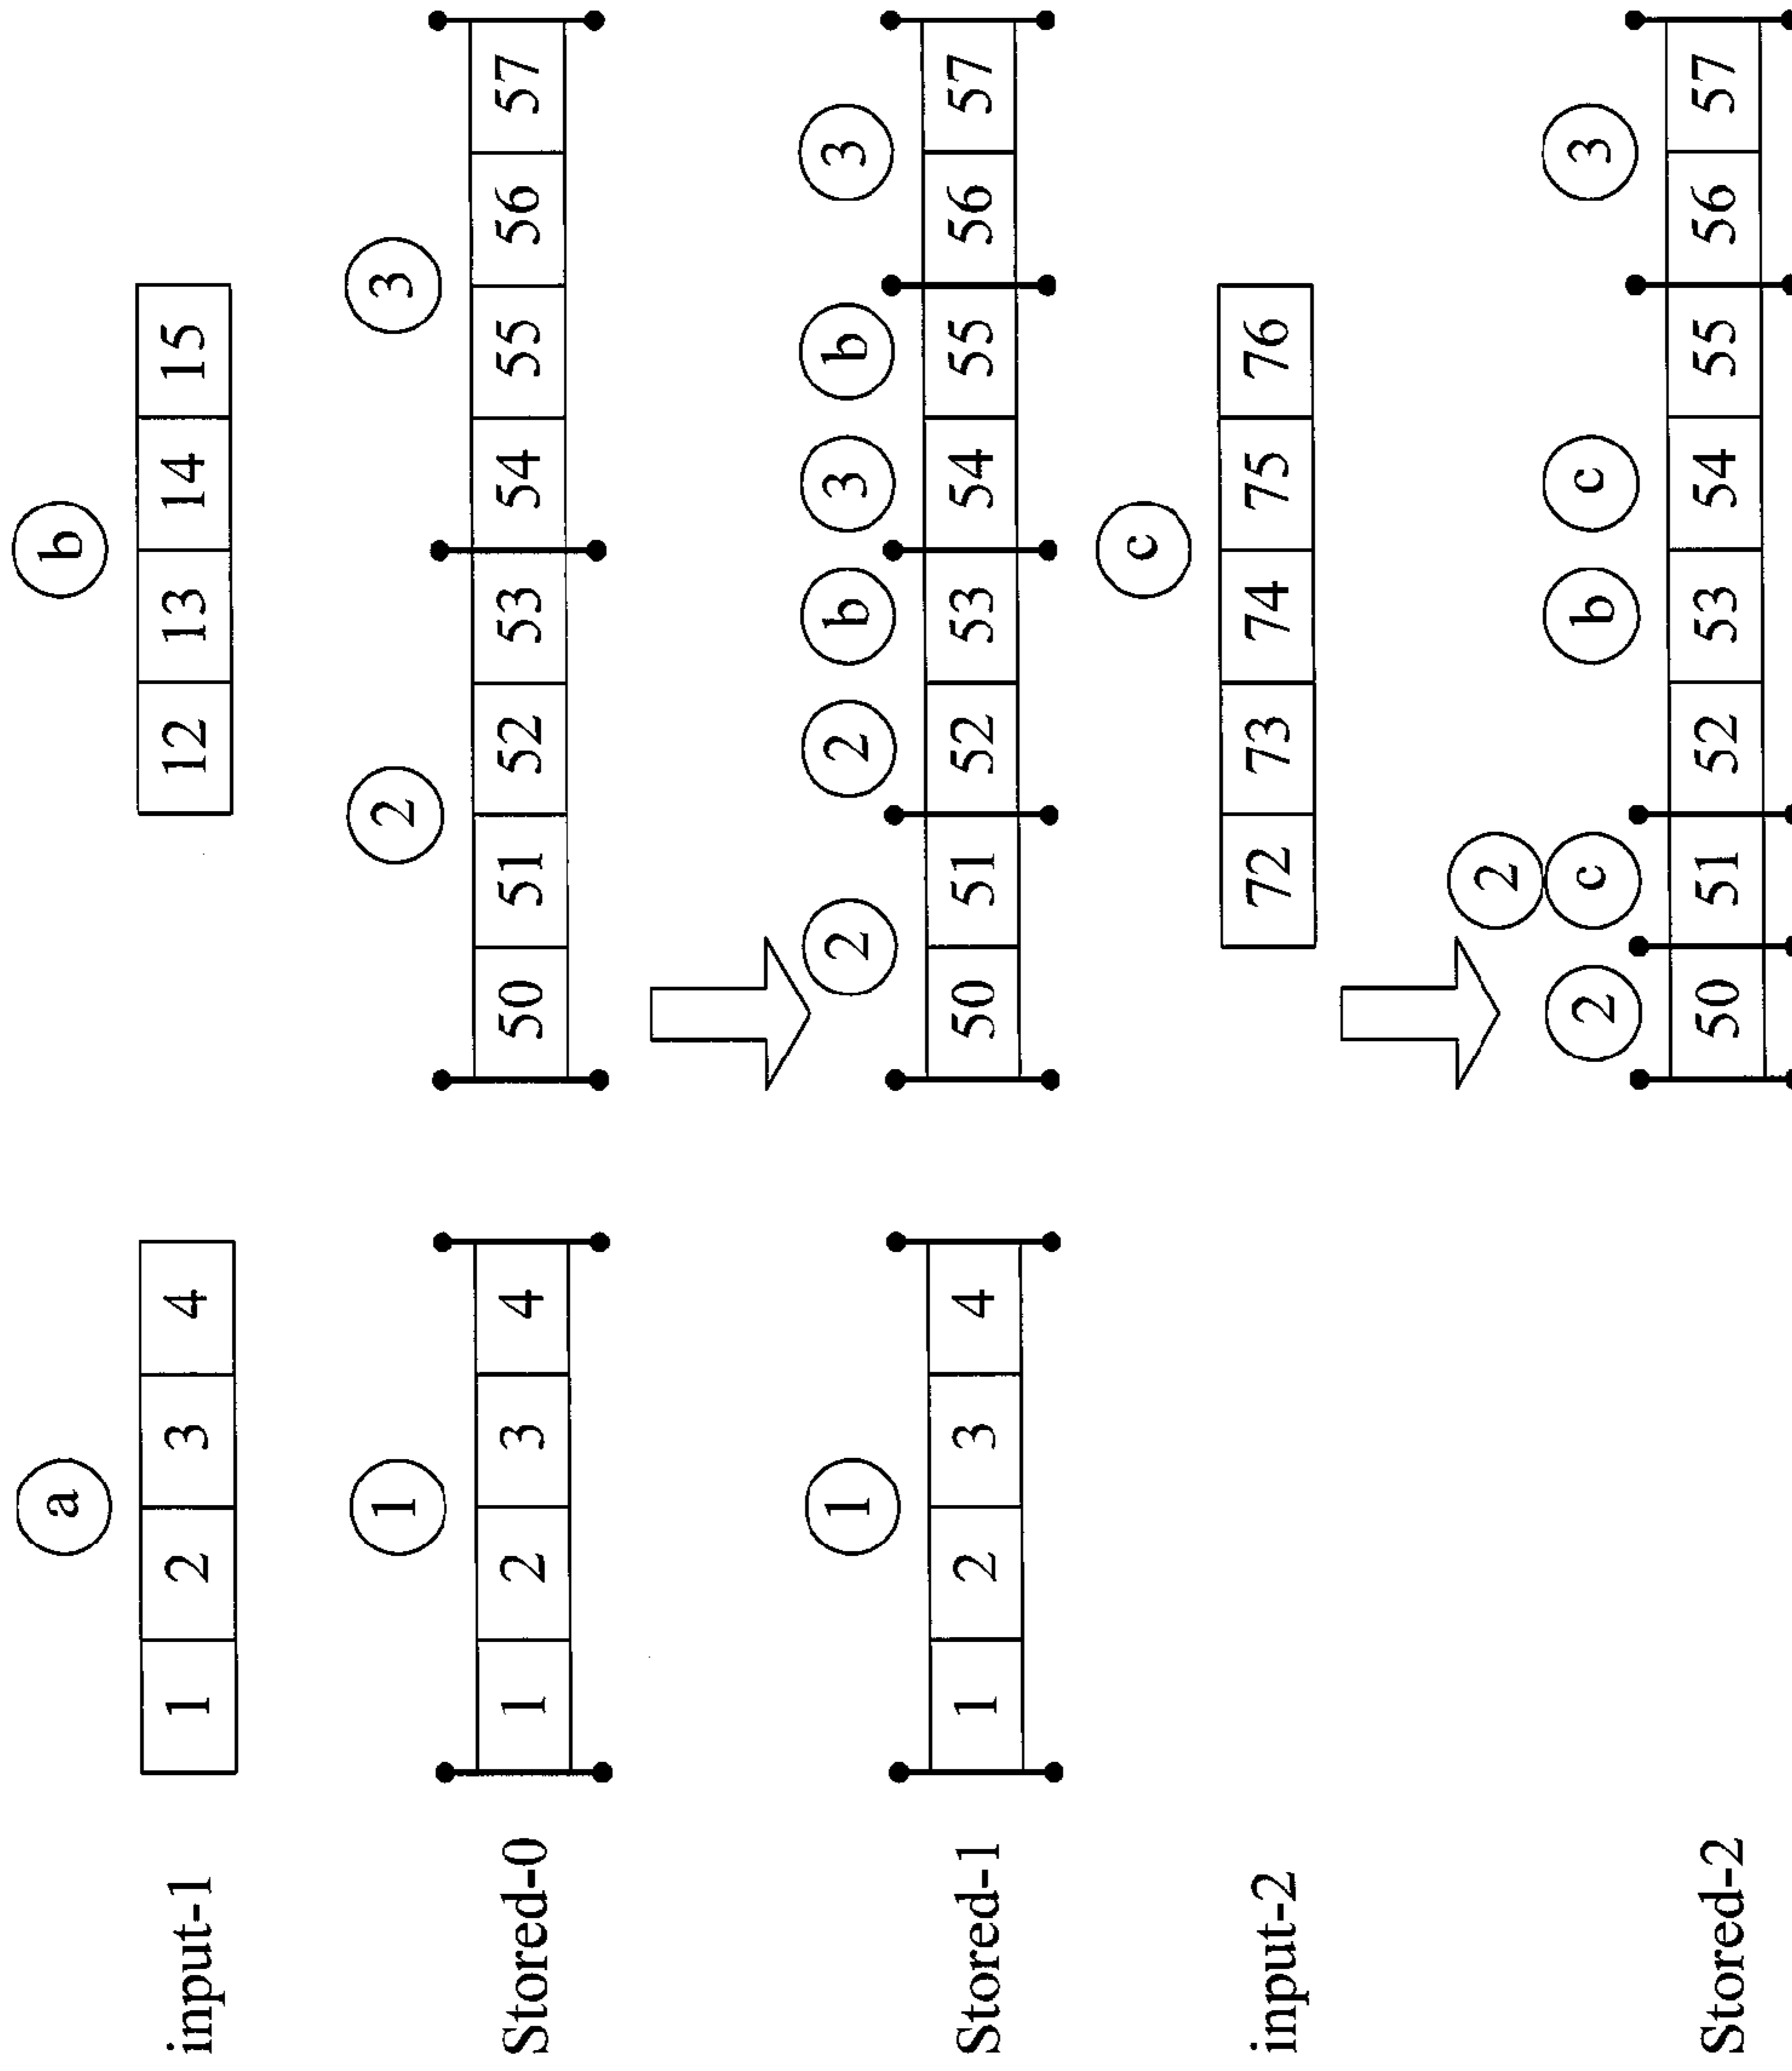 a b
input-1 1 2 3 4 12 13 14 15
1 2 3
Stored-0 1 2 3 4 50 51 52 53 54 55 56 57
1 2 2 b 3 b 3
Stored-1 1 2 3 4 50 51 52 53 54 55 56 57
c
input-2 72 73 74 75 76
2
2 c b c 3
Stored-2 50 51 52 53 54 55 56 57